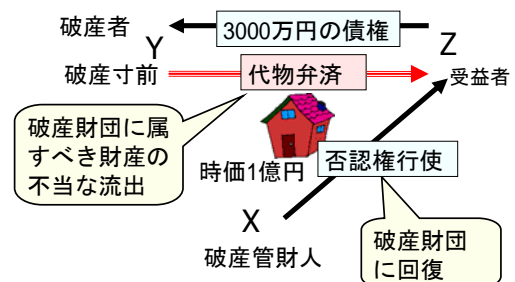 破産者
Y
3000万円の債権
Z
破産寸前
代物弁済
受益者
破産財団に属
すべき財産の
不当な流出
時価1億円
否認権行使
X
破産管財人
破産財団
に回復